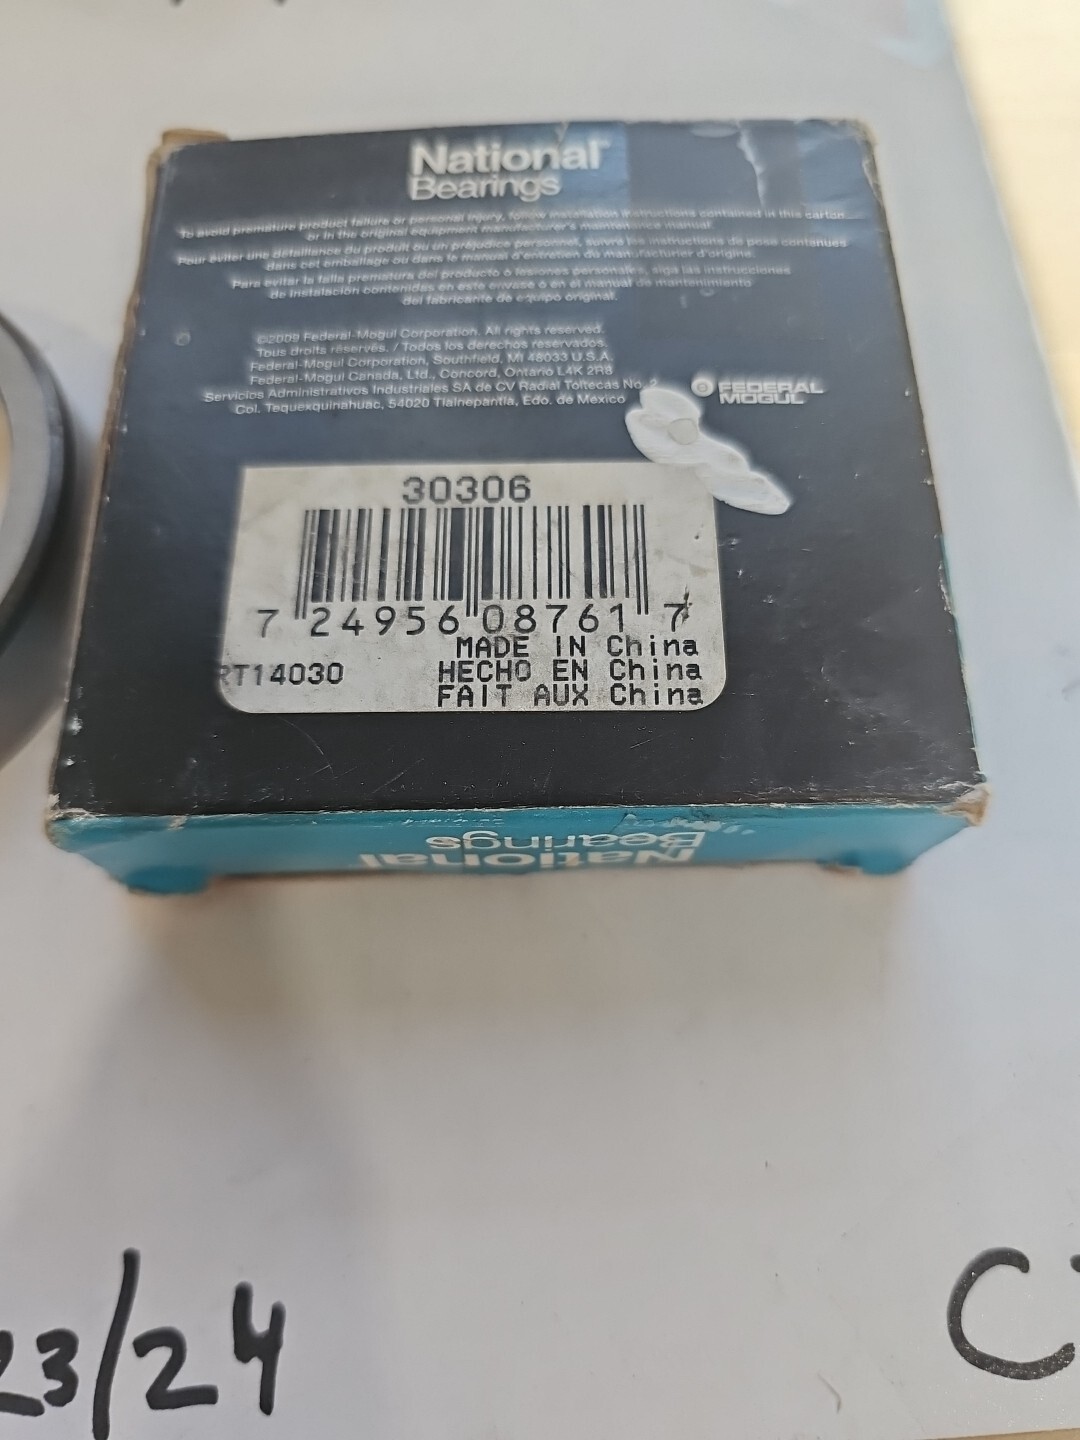 National
Bearings
To avoid premature product failure or personal injury, follow installation instructions contained in this carton
or in the original equipment manufacturer's maintenance manual.
Pour éviter une défaillance du produit ou un préjudice personnel, suivre les instructions de pose contenues
dans cet emballage ou dans le manuel d'entretien du manufacturier d'origine.
Para evitar la falla prematura del producto o lesiones personales, siga las instrucciones
de instalación contenidas en este envase o en el manual de mantenimiento
del fabricante de equipo original.
©2009 Federal-Mogul Corporation. All rights reserved.
Tous droits réservés. / Todos los derechos reservados.
Federal-Mogul Corporation, Southfield, MI 48033 U.S.A.
Federal-Mogul Canada, Ltd., Concord, Ontario L4K 2R8
Servicios Administrativos Industriales SA de CV Radial Toltecas No. 2
Col. Tequexquinahuac, 54020 Tlalnepantla, Edo. de Mexico
FEDERAL
MOGUL
30306
7 24956 08761 7
MADE IN China
RT14030 HECHO EN China
FAIT AUX China
National
Bearings
23/24
C